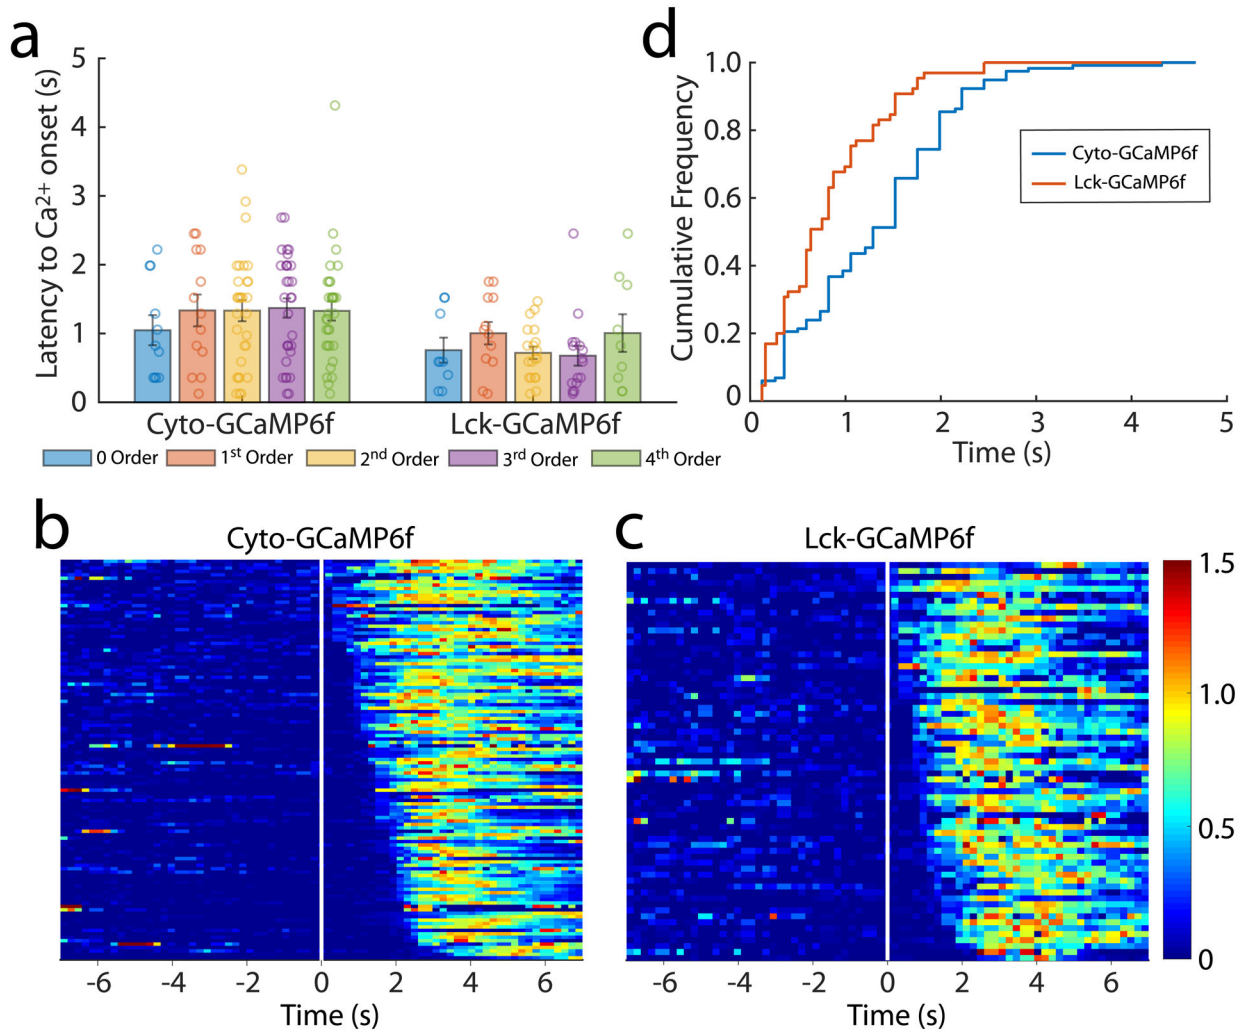 a
Latency to Ca²⁺ onset (s)
5
4
3
2
1
0
Cyto-GCaMP6f
Lck-GCaMP6f
0 Order
1ˢᵗ Order
2ⁿᵈ Order
3ʳᵈ Order
4ᵗʰ Order
d
Cumulative Frequency
1.0
0.8
0.6
0.4
0.2
0
0 1 2 3 4 5
Time (s)
Cyto-GCaMP6f
Lck-GCaMP6f
b
Cyto-GCaMP6f
-6 -4 -2 0 2 4 6
Time (s)
c
Lck-GCaMP6f
-6 -4 -2 0 2 4 6
Time (s)
1.5
1.0
0.5
0